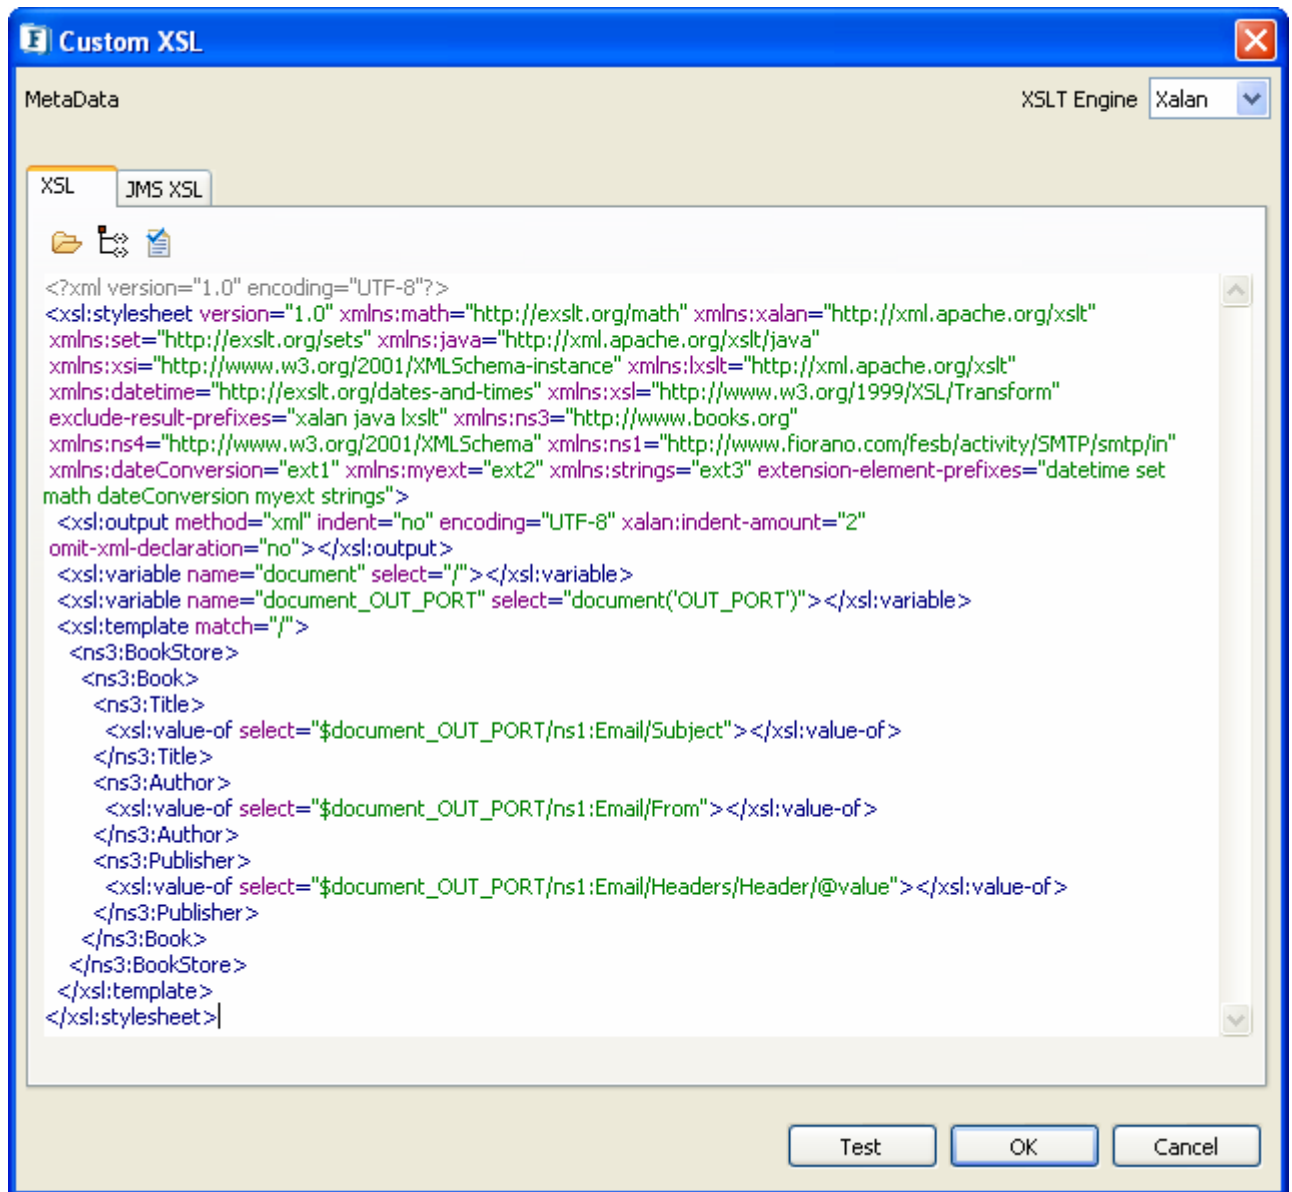 Custom XSL
MetaData
XSLT Engine Xalan
XSL JMS XSL
<?xml version="1.0" encoding="UTF-8"?>
<xsl:stylesheet version="1.0" xmlns:math="http://exslt.org/math" xmlns:xalan="http://xml.apache.org/xslt"
xmlns:set="http://exslt.org/sets" xmlns:java="http://xml.apache.org/xslt/java"
xmlns:xsi="http://www.w3.org/2001/XMLSchema-instance" xmlns:lxslt="http://xml.apache.org/xslt"
xmlns:datetime="http://exslt.org/dates-and-times" xmlns:xsl="http://www.w3.org/1999/XSL/Transform"
exclude-result-prefixes="xalan java lxslt" xmlns:ns3="http://www.books.org"
xmlns:ns4="http://www.w3.org/2001/XMLSchema" xmlns:ns1="http://www.fiorano.com/fesb/activity/SMTP/smtp/in"
xmlns:dateConversion="ext1" xmlns:myext="ext2" xmlns:strings="ext3" extension-element-prefixes="datetime set
math dateConversion myext strings">
<xsl:output method="xml" indent="no" encoding="UTF-8" xalan:indent-amount="2"
omit-xml-declaration="no"></xsl:output>
<xsl:variable name="document" select="/"></xsl:variable>
<xsl:variable name="document_OUT_PORT" select="document('OUT_PORT')"></xsl:variable>
<xsl:template match="/">
<ns3:BookStore>
<ns3:Book>
<ns3:Title>
<xsl:value-of select="$document_OUT_PORT/ns1:Email/Subject"></xsl:value-of>
</ns3:Title>
<ns3:Author>
<xsl:value-of select="$document_OUT_PORT/ns1:Email/From"></xsl:value-of>
</ns3:Author>
<ns3:Publisher>
<xsl:value-of select="$document_OUT_PORT/ns1:Email/Headers/Header/@value"></xsl:value-of>
</ns3:Publisher>
</ns3:Book>
</ns3:BookStore>
</xsl:template>
</xsl:stylesheet>
Test OK Cancel